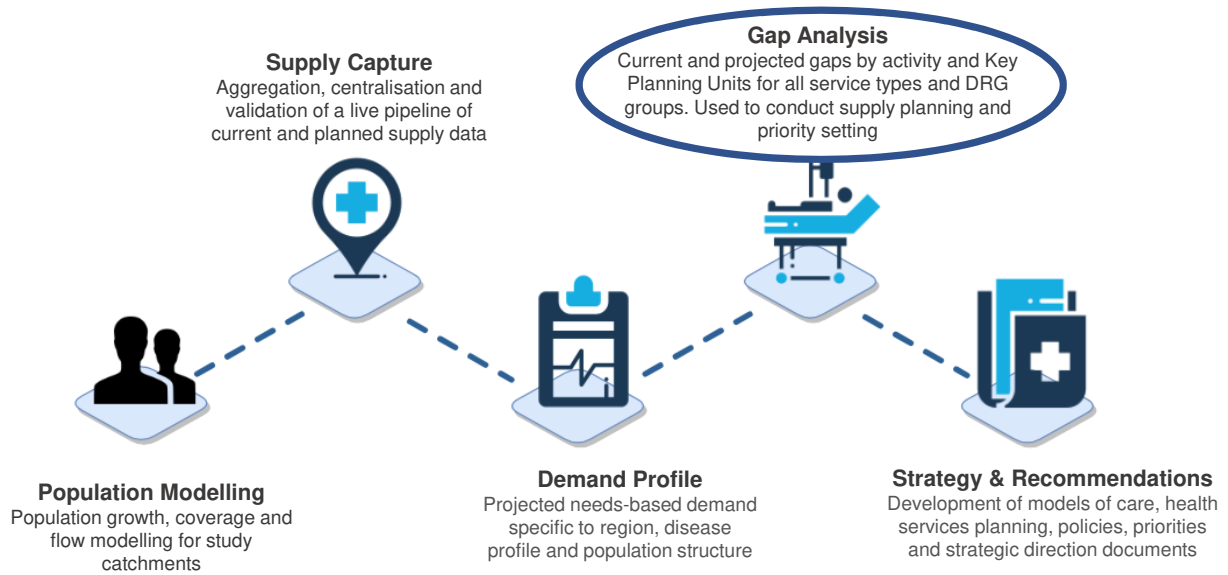 Supply Capture
Aggregation, centralisation and
validation of a live pipeline of
current and planned supply data
Gap Analysis
Current and projected gaps by activity and Key
Planning Units for all service types and DRG
groups. Used to conduct supply planning and
priority setting
Population Modelling
Population growth, coverage and
flow modelling for study
catchments
Demand Profile
Projected needs-based demand
specific to region, disease
profile and population structure
Strategy & Recommendations
Development of models of care, health
services planning, policies, priorities
and strategic direction documents